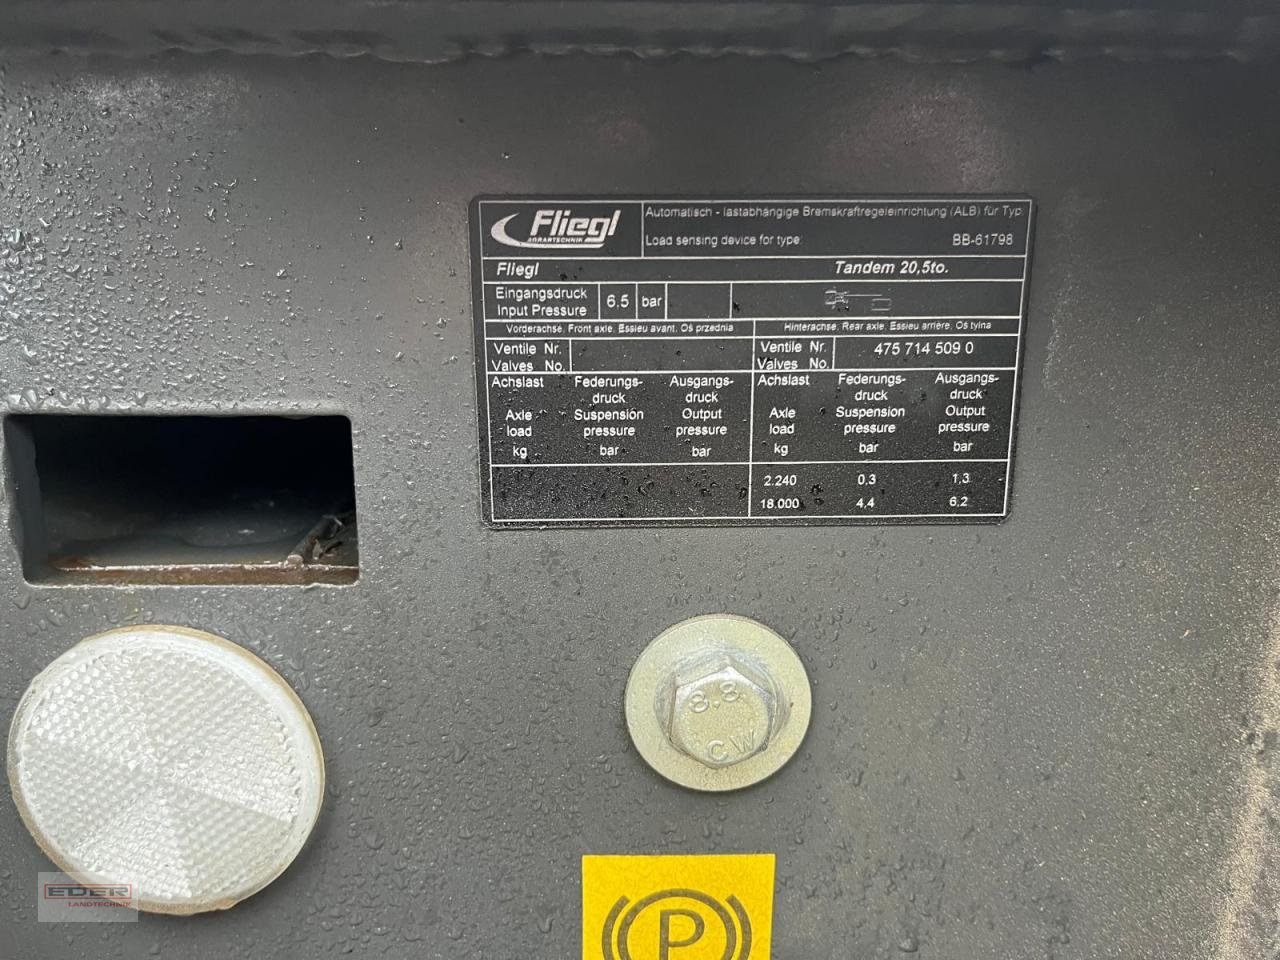 Fliegl
AGRARTECHNIK
Automatisch - lastabhängige Bremskraftregeleinrichtung (ALB) für Typ:
Load sensing device for type: BB-61798
Fliegl Tandem 20,5to.
Eingangsdruck
Input Pressure 6.5 bar
Vorderachse. Front axle. Essieu avant. Oś przednia
Hinterachse. Rear axle. Essieu arrière. Oś tylna
Ventile Nr.
Valves No.
Ventile Nr.
Valves No. 475 714 509 0
Achslast Federungs- Ausgangs-
druck druck
Axle Suspension Output
load pressure pressure
kg bar bar
Achslast Federungs- Ausgangs-
druck druck
Axle Suspension Output
load pressure pressure
kg bar bar
2.240 0.3 1,3
18.000 4,4 6,2
8.8
CW
P
EDER
LANDTECHNIK